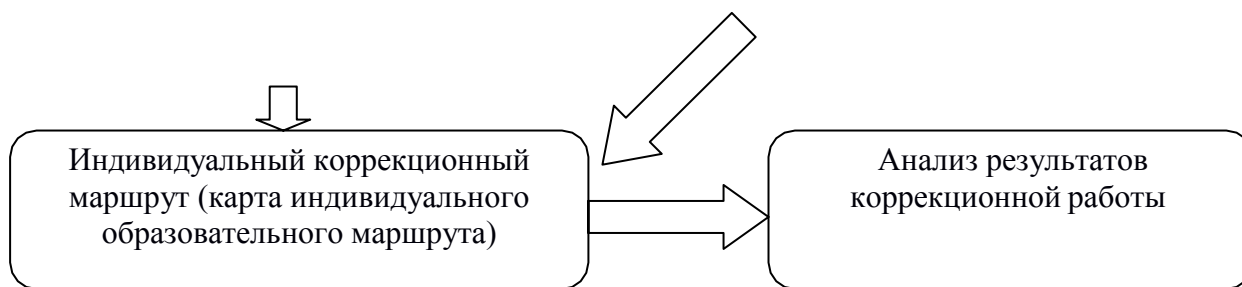 Индивидуальный коррекционный
маршрут (карта индивидуального
образовательного маршрута)
Анализ результатов
коррекционной работы